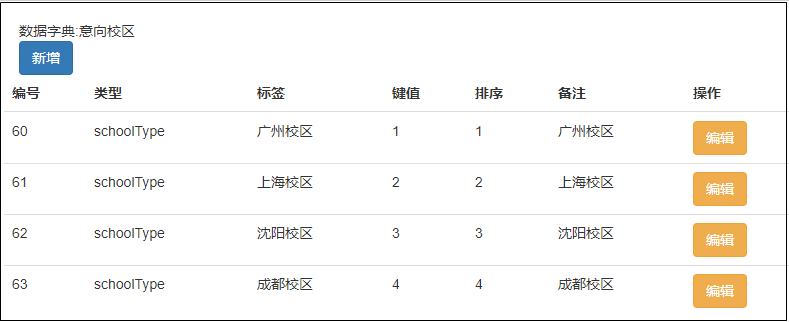 数据字典:意向校区
新增
编号 类型 标签 键值 排序 备注 操作
60 schoolType 广州校区 1 1 广州校区 编辑
61 schoolType 上海校区 2 2 上海校区 编辑
62 schoolType 沈阳校区 3 3 沈阳校区 编辑
63 schoolType 成都校区 4 4 成都校区 编辑